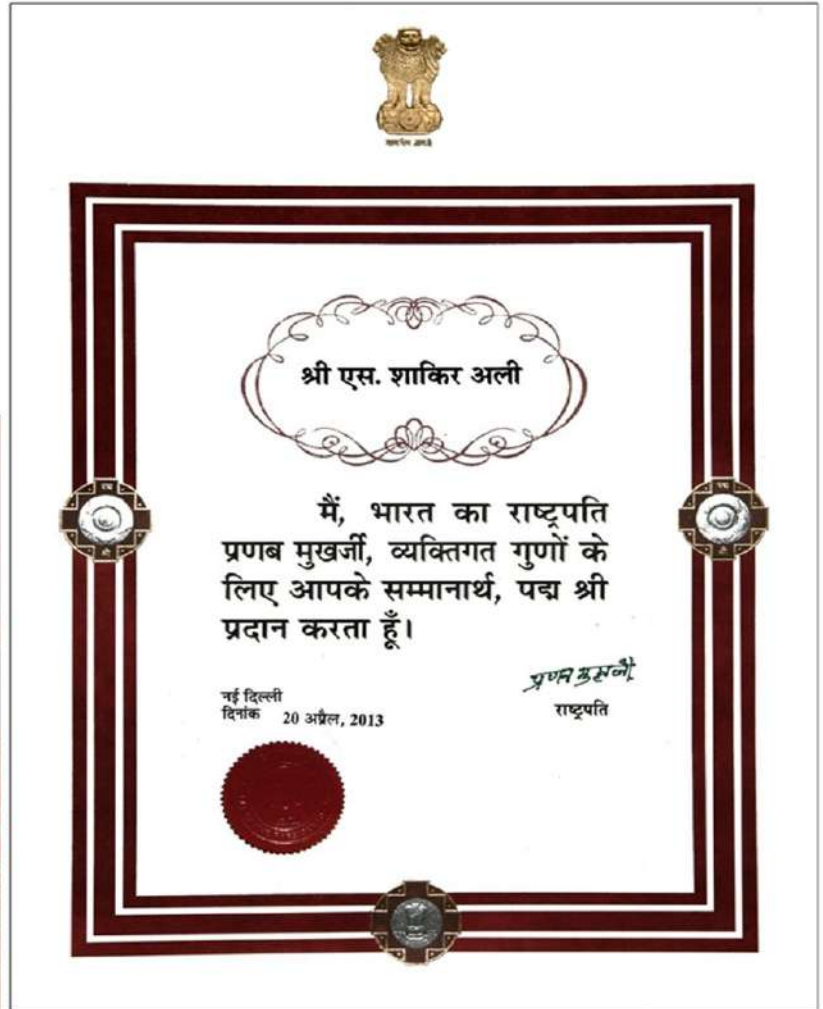 श्री एस. शाकिर अली
मैं, भारत का राष्ट्रपति
प्रणब मुखर्जी, व्यक्तिगत गुणों के
लिए आपके सम्मानार्थ, पद्म श्री
प्रदान करता हूँ।
प्रणब मुखर्जी
नई दिल्ली
दिनांक 20 अप्रैल, 2013
राष्ट्रपति